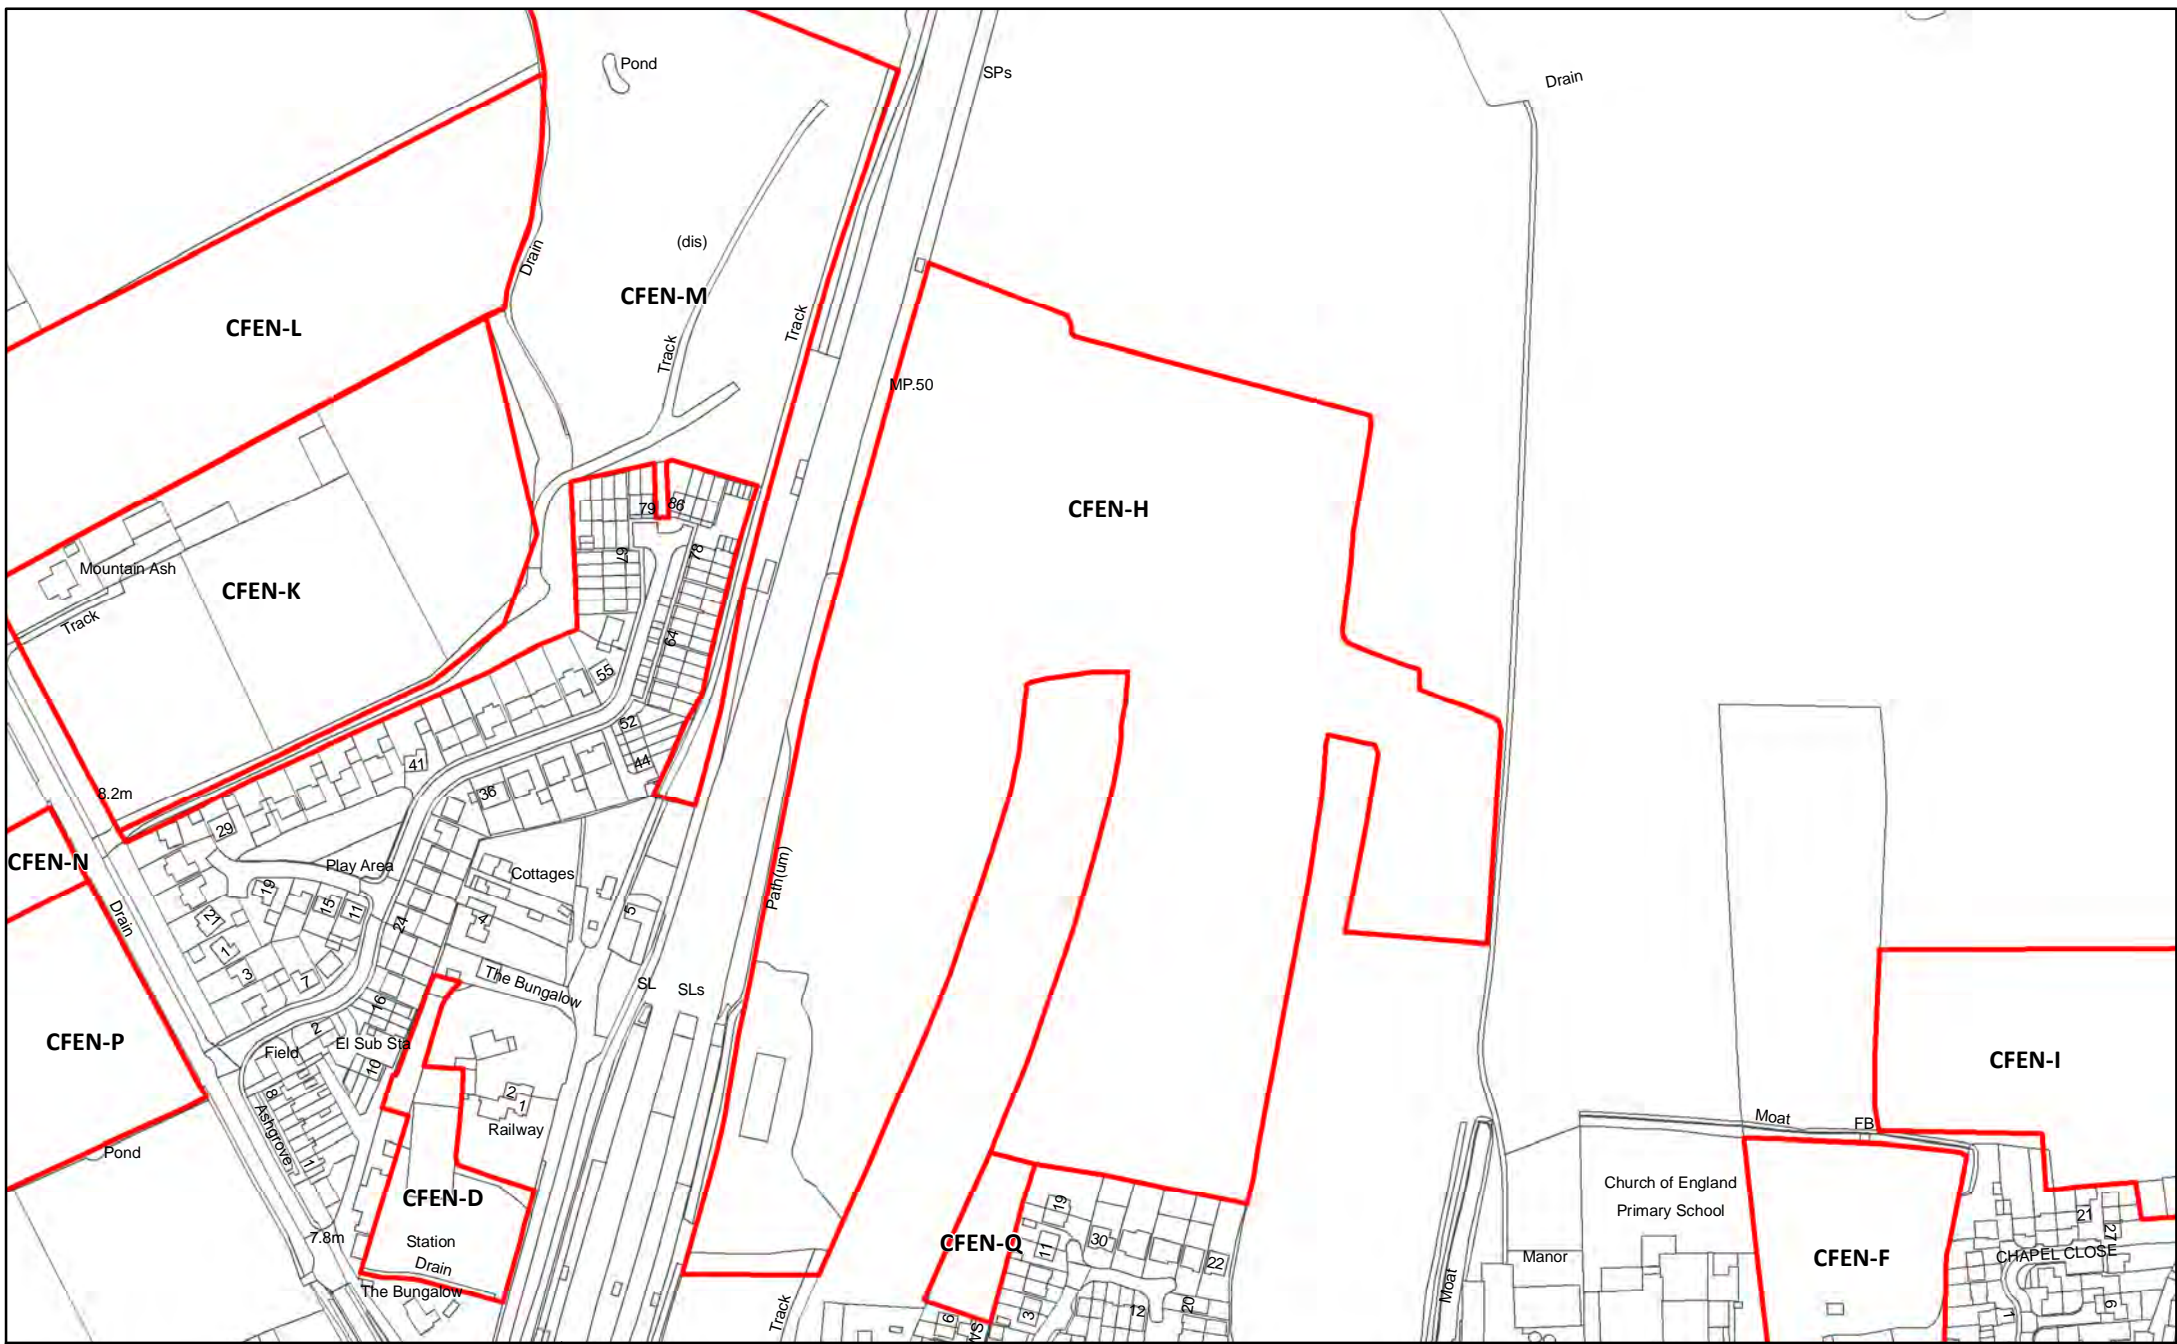 Pond
SPs
Drain
(dis)
Drain
CFEN-M
CFEN-L
Track
Track
MP.50
CFEN-H
79
86
67
78
Mountain Ash
CFEN-K
Track
64
55
52
44
41
36
8.2m
29
CFEN-N
Play Area
Cottages
Path(um)
19
15
11
21
24
4
5
Drain
1
3
7
The Bungalow
SL
SLs
16
2
El Sub Sta
CFEN-P
Field
10
8
2
1
Railway
Ashgrove
1
Pond
CFEN-D
Station
7.8m
Drain
The Bungalow
CFEN-I
Moat
FB
Church of England
Primary School
19
11
30
CFEN-Q
22
Manor
CFEN-F
21
27
CHAPEL CLOSE
Moat
Track
3
12
20
6
1
6